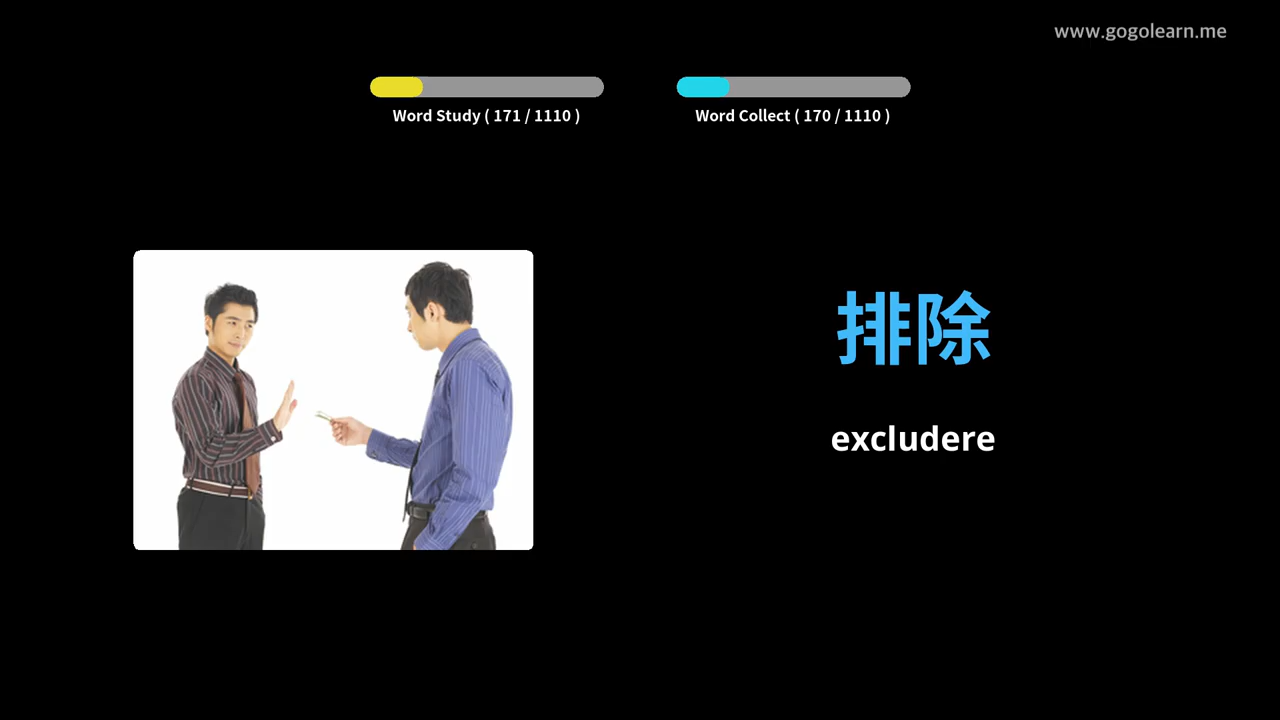 www.gogolearn.me
Word Study ( 171 / 1110 )
Word Collect ( 170 / 1110 )
排除
excludere